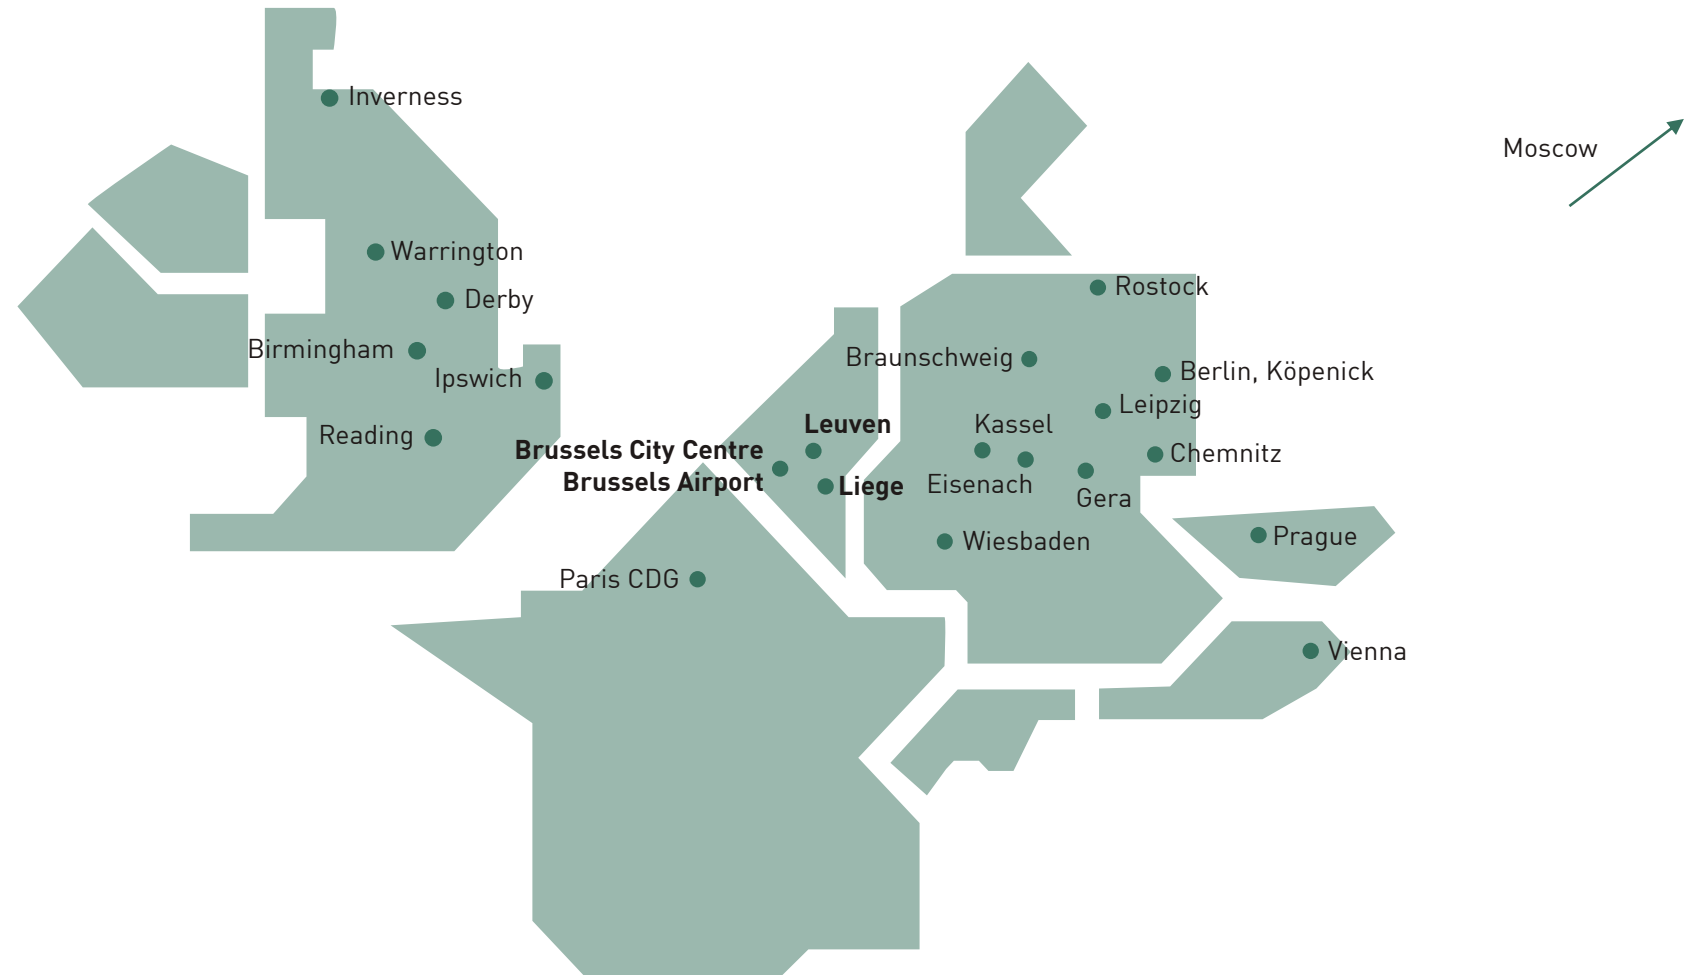 Inverness
Moscow
Warrington
Derby
Rostock
Birmingham
Ipswich
Reading
Braunschweig
Berlin, Köpenick
Leipzig
Leuven
Kassel
Brussels City Centre
Brussels Airport
Chemnitz
Liege
Eisenach
Gera
Wiesbaden
Prague
Paris CDG
Vienna